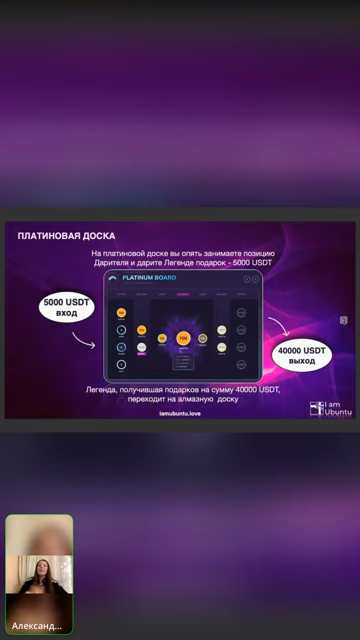 ПЛАТИНОВАЯ ДОСКА
На платиновой доске вы опять занимаете позицию
Дарителя и дарите Легенде подарок - 5000 USDT
PLATINUM BOARD
5000 USDT
вход
YOU
40000 USDT
выход
Легенда, получившая подарков на сумму 40000 USDT,
переходит на алмазную доску
iamubuntu.love
I am
Ubuntu
Александ...